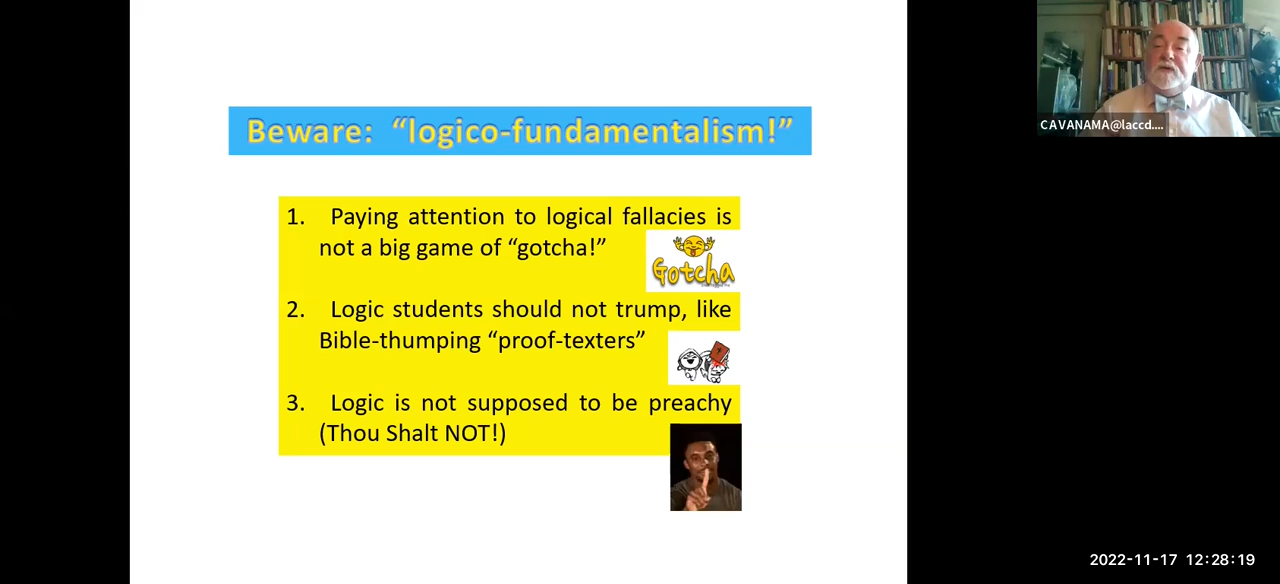 Beware: “logico-fundamentalism!”
1. Paying attention to logical fallacies is
not a big game of “gotcha!”
Gotcha
2. Logic students should not trump, like
Bible-thumping “proof-texters”
3. Logic is not supposed to be preachy
(Thou Shalt NOT!)
CAVANAMA@laccd....
2022-11-17 12:28:19